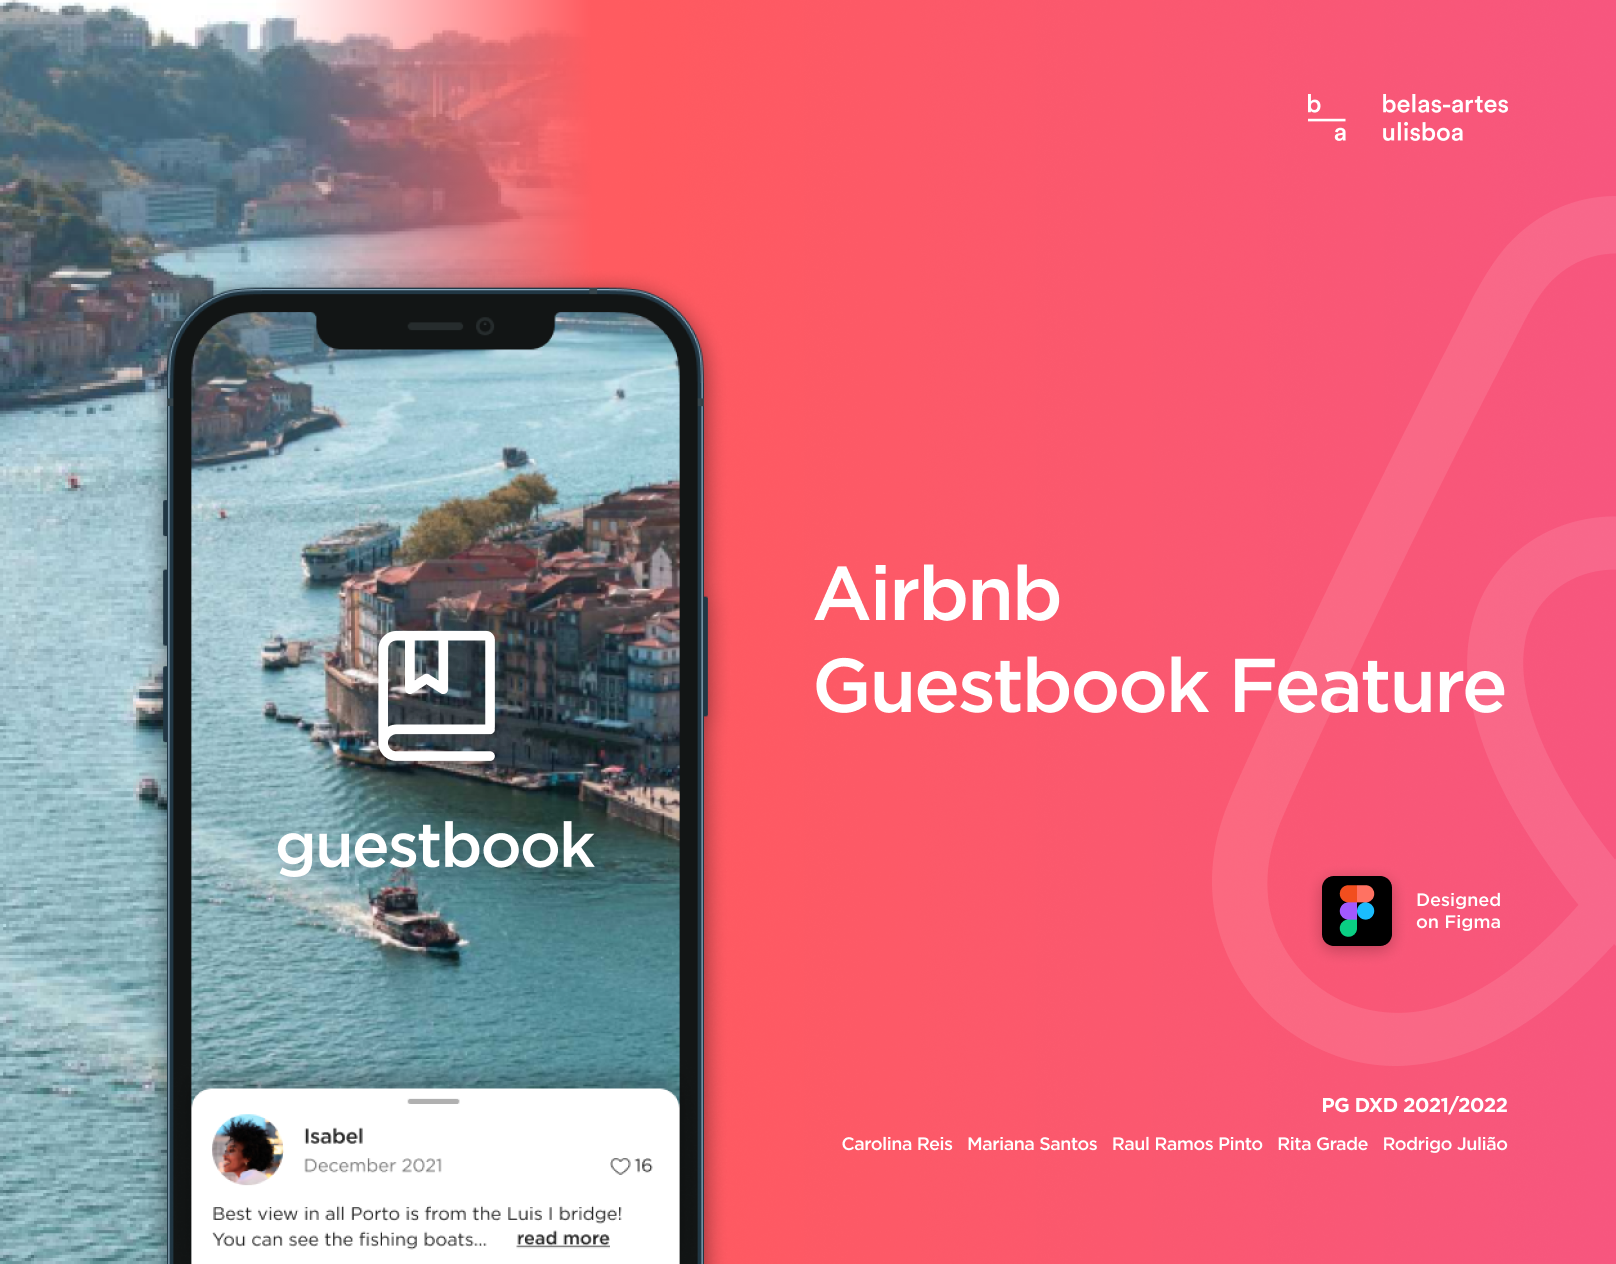 b
a
belas-artes
ulisboa
Airbnb
Guestbook Feature
guestbook
Designed
on Figma
Isabel
December 2021
16
Best view in all Porto is from the Luis I bridge!
You can see the fishing boats... read more
PG DXD 2021/2022
Carolina Reis Mariana Santos Raul Ramos Pinto Rita Grade Rodrigo Julião